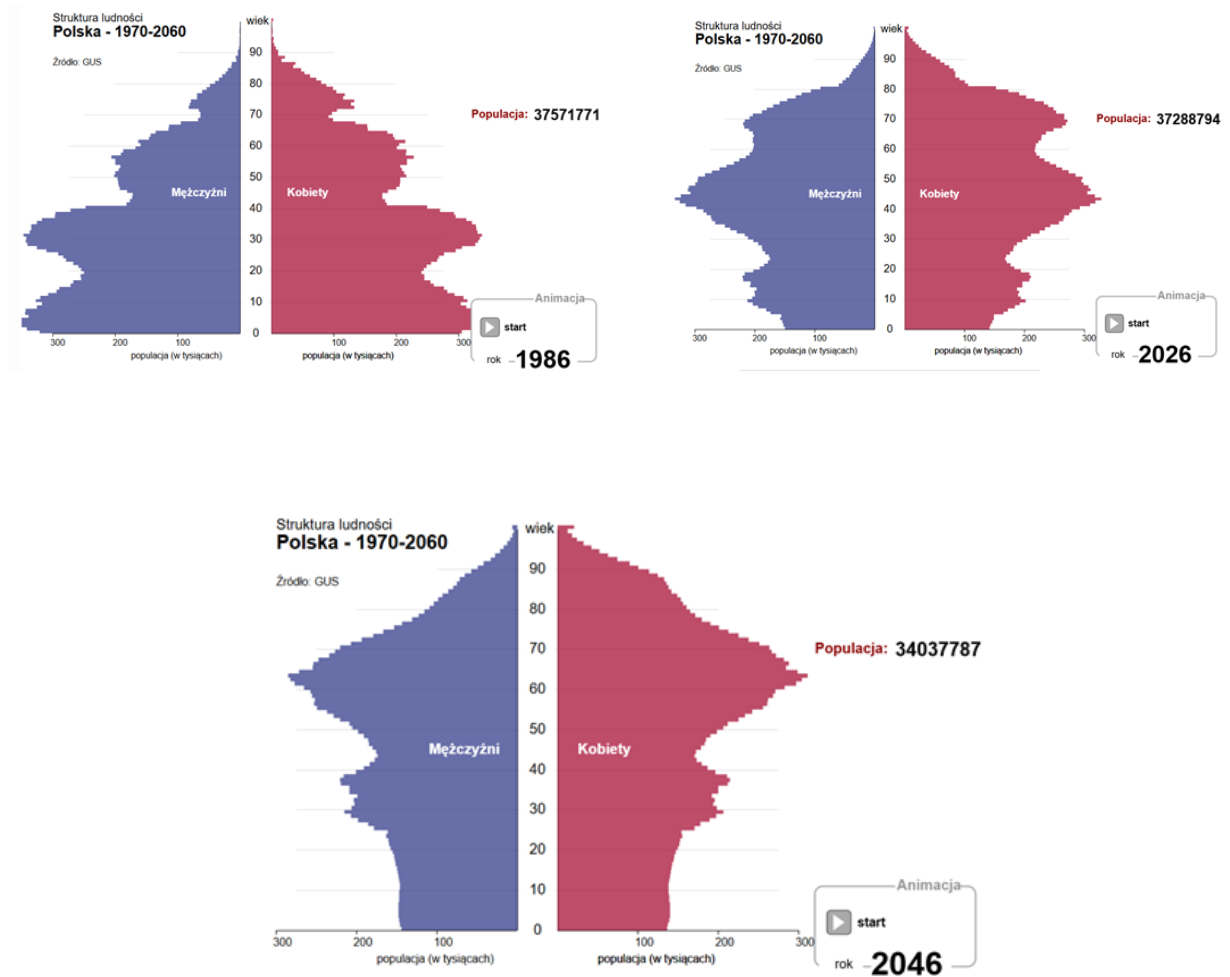 Struktura ludności
Polska - 1970-2060
Źródło: GUS
wiek
90
80
70
60
50
40
30
20
10
0
Mężczyźni
Kobiety
Populacja: 37571771
300 200 100
100 200 300
populacja (w tysiącach)
populacja (w tysiącach)
Animacja
start
rok 1986
Struktura ludności
Polska - 1970-2060
Źródło: GUS
wiek
90
80
70
60
50
40
30
20
10
0
Mężczyźni
Kobiety
Populacja: 37288794
300 200 100
100 200 300
populacja (w tysiącach)
populacja (w tysiącach)
Animacja
start
rok 2026
Struktura ludności
Polska - 1970-2060
Źródło: GUS
wiek
90
80
70
60
50
40
30
20
10
0
Mężczyźni
Kobiety
Populacja: 34037787
300 200 100
100 200 300
populacja (w tysiącach)
populacja (w tysiącach)
Animacja
start
rok 2046